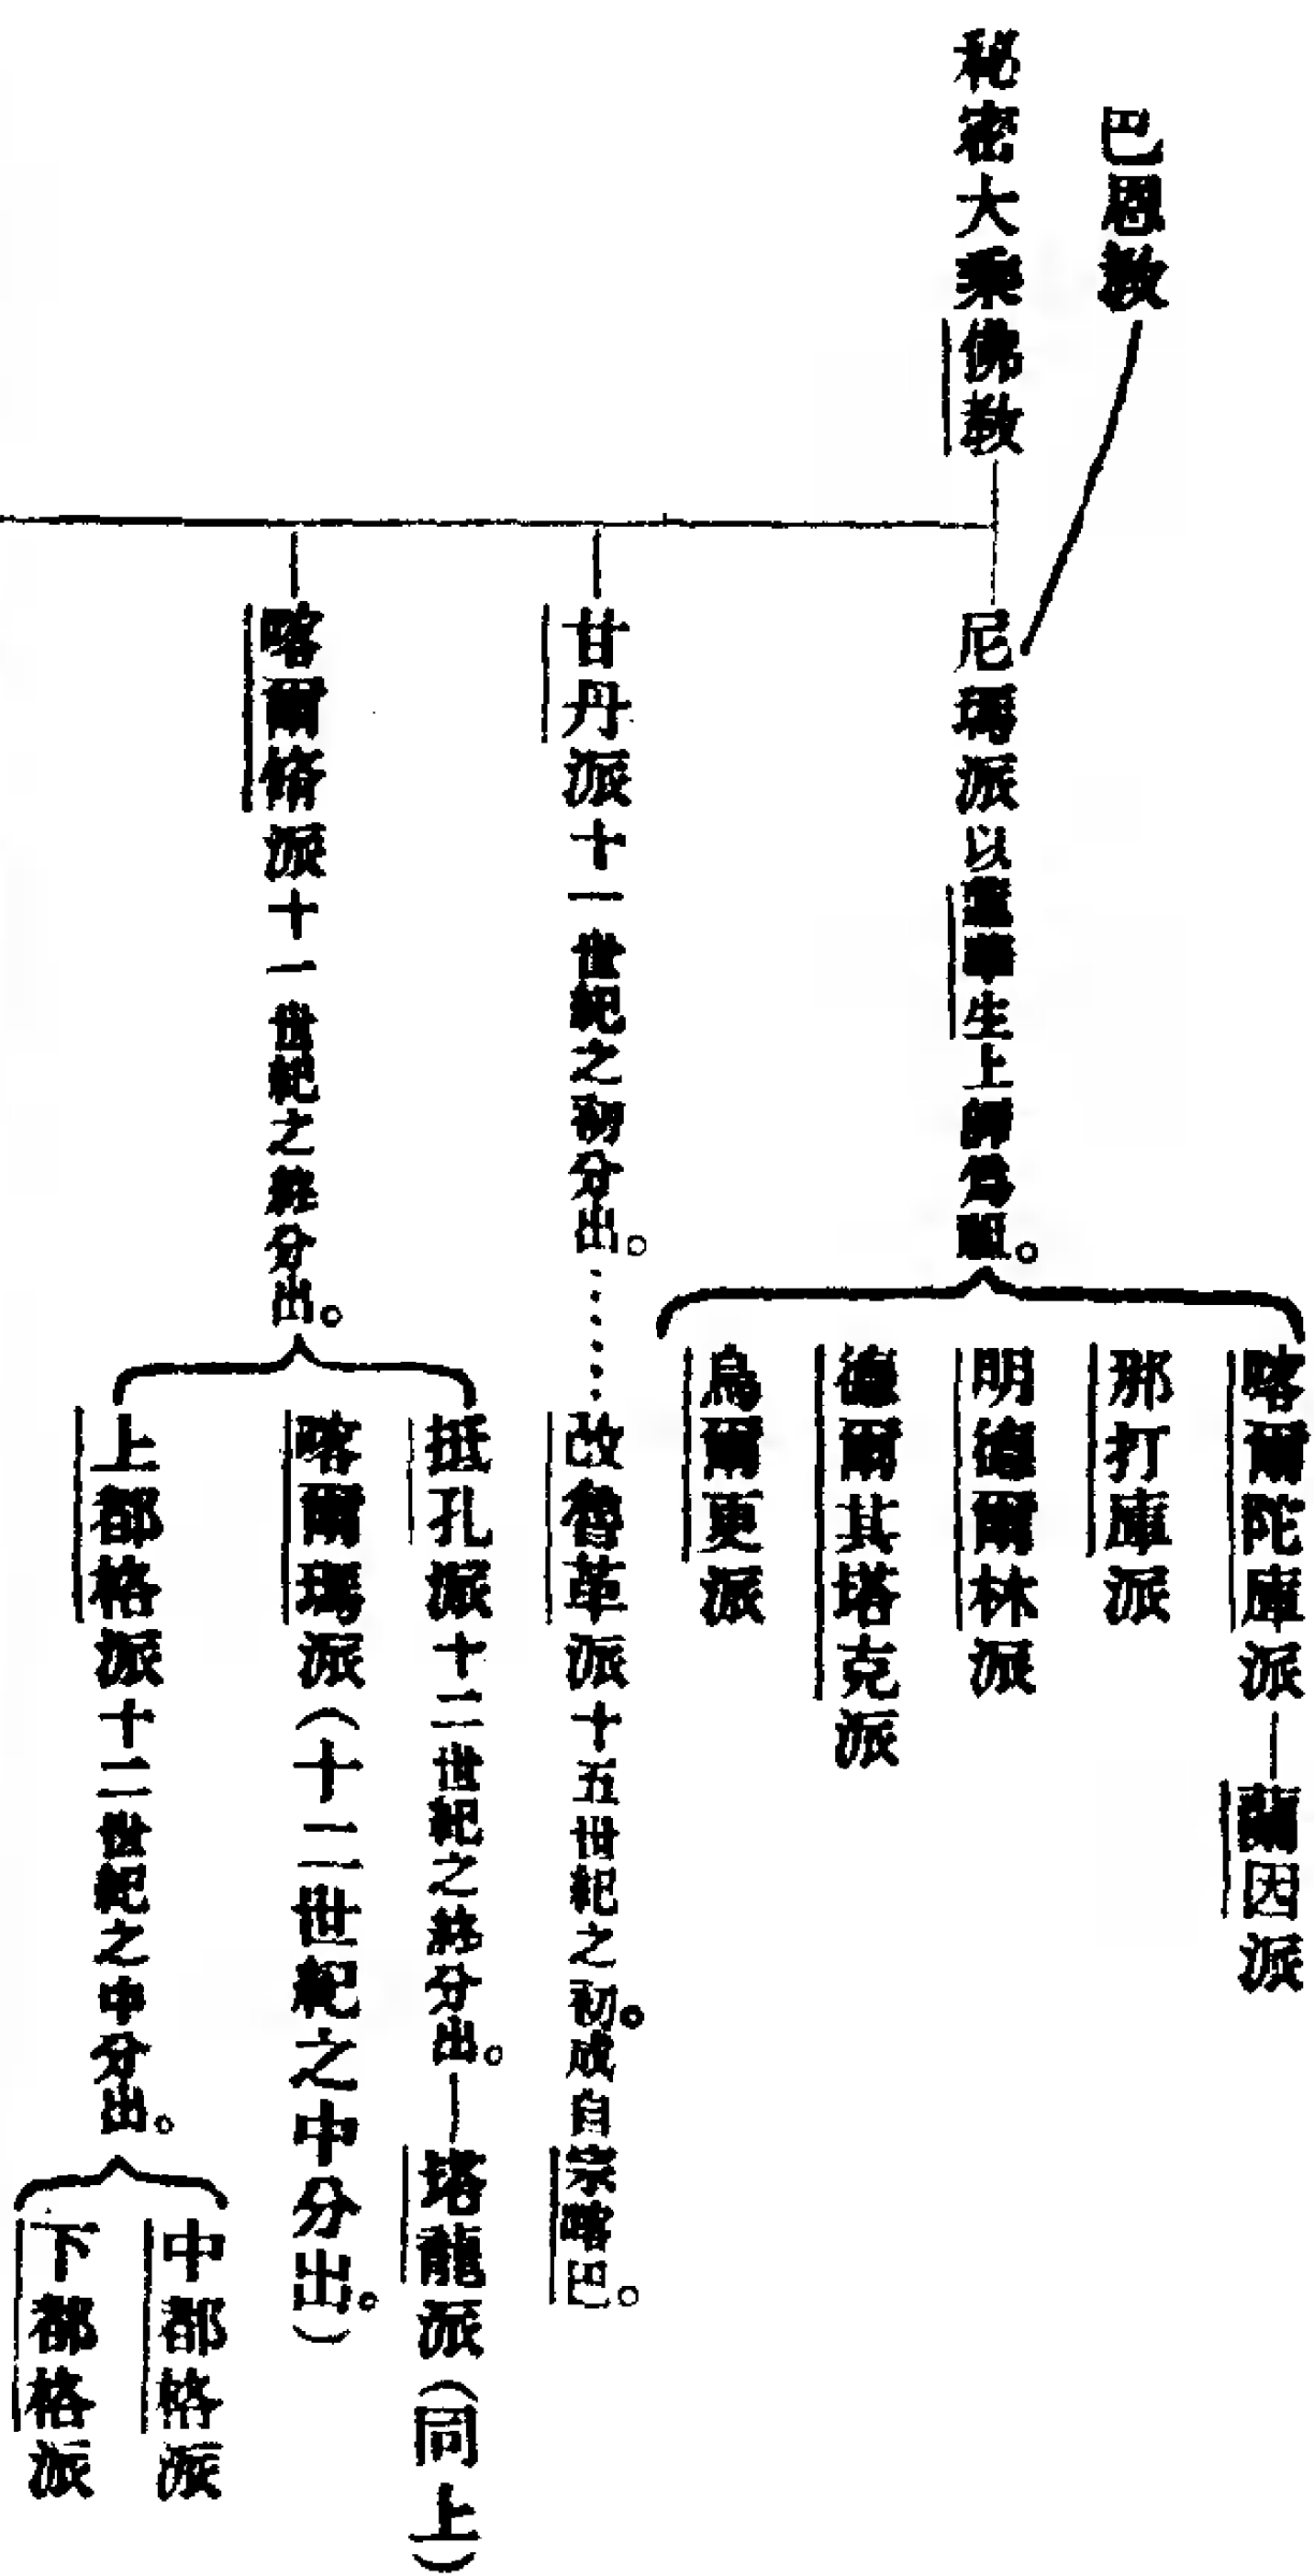 巴恩教
秘密大乘佛教
尼瑪派以蓮華生上師爲祖。
喀爾陀庫派
薩因派
那打庫派
明德爾林派
德爾其塔克派
烏爾更派
甘丹派十一世紀之初分出。……改魯革派十五世紀之初。成自宗喀巴。
喀爾脩派十一世紀之終分出。
抵孔派十二世紀之終分出。
塔龍派(同上)
喀爾瑪派(十二世紀之中分出。)
上都格派十二世紀之中分出。
中都格派
下都格派